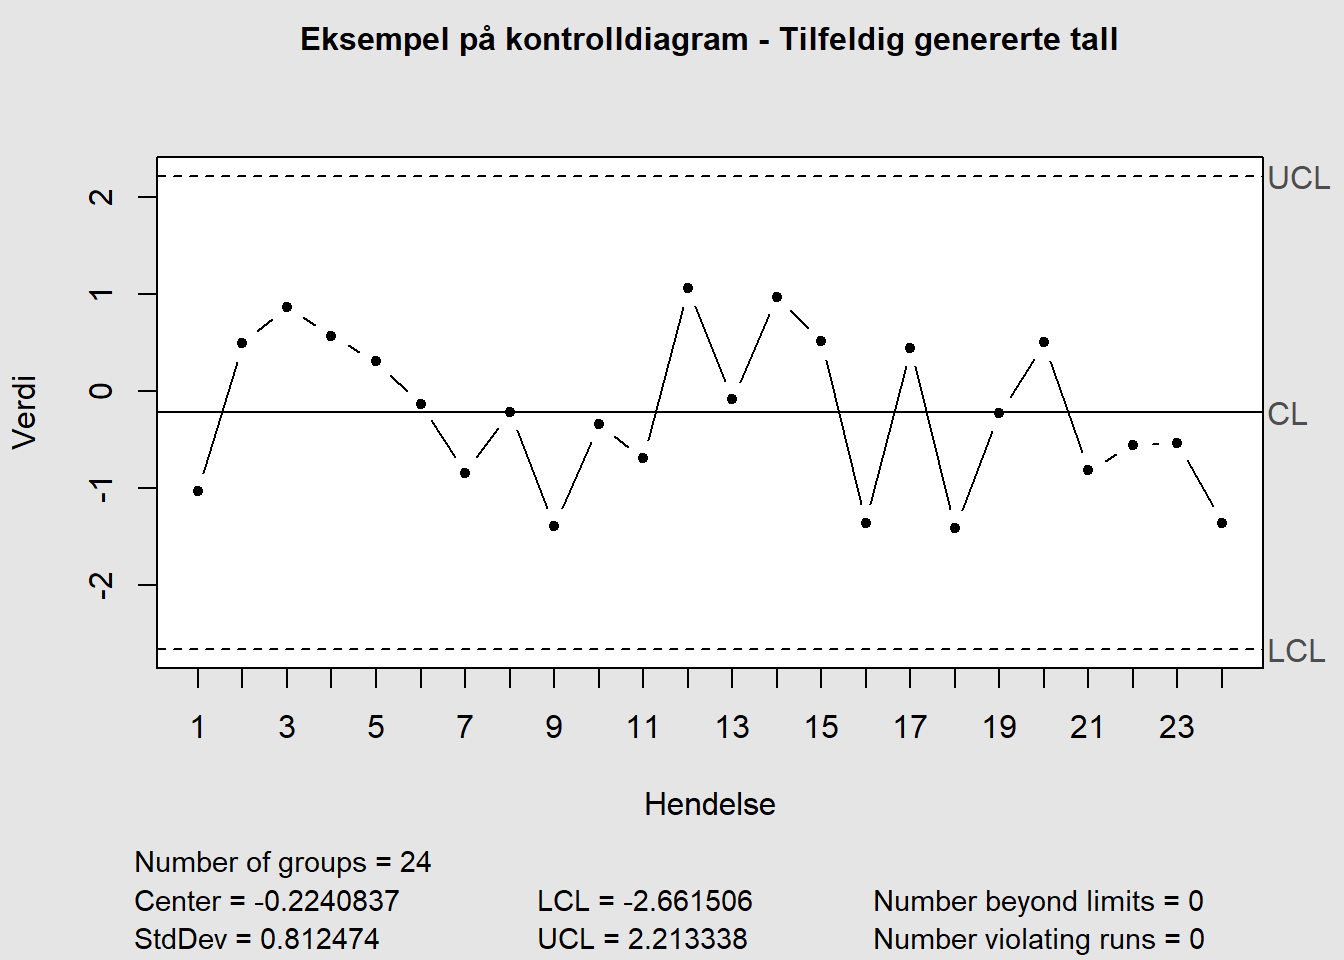 Eksempel på kontrolldiagram - Tilfeldig genererte tall
UCL
CL
LCL
Verdi
2
1
0
-1
-2
1 3 5 7 9 11 13 15 17 19 21 23
Hendelse
Number of groups = 24
Center = -0.2240837 LCL = -2.661506 Number beyond limits = 0
StdDev = 0.812474 UCL = 2.213338 Number violating runs = 0